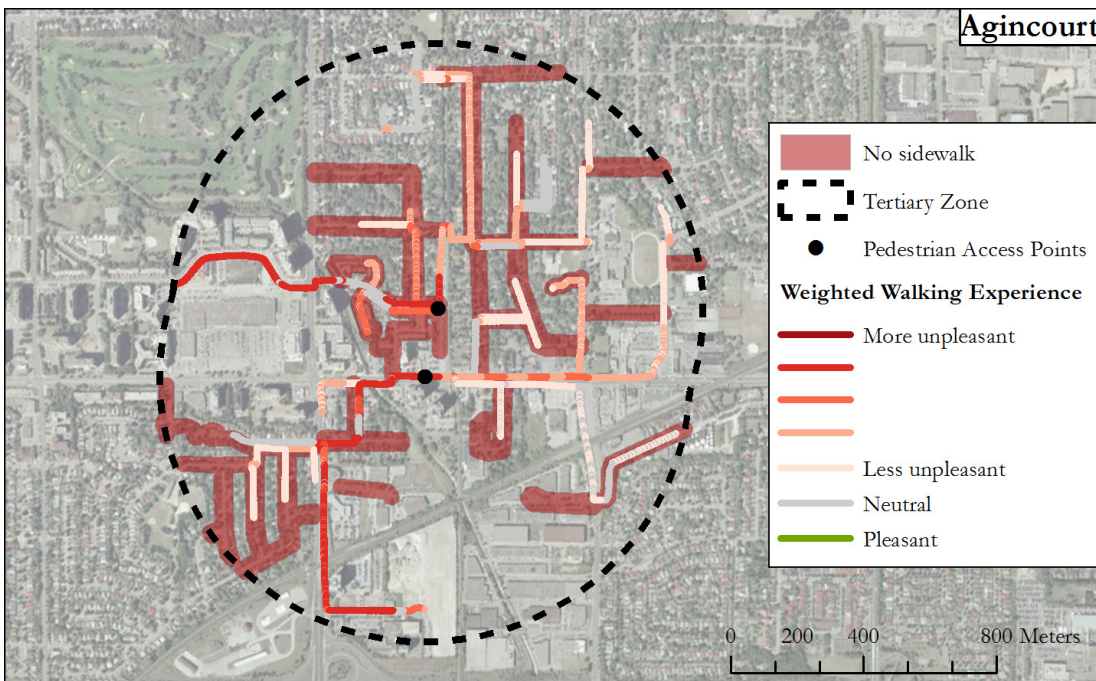 Agincourt
No sidewalk
Tertiary Zone
Pedestrian Access Points
Weighted Walking Experience
More unpleasant
Less unpleasant
Neutral
Pleasant
0 200 400 800 Meters